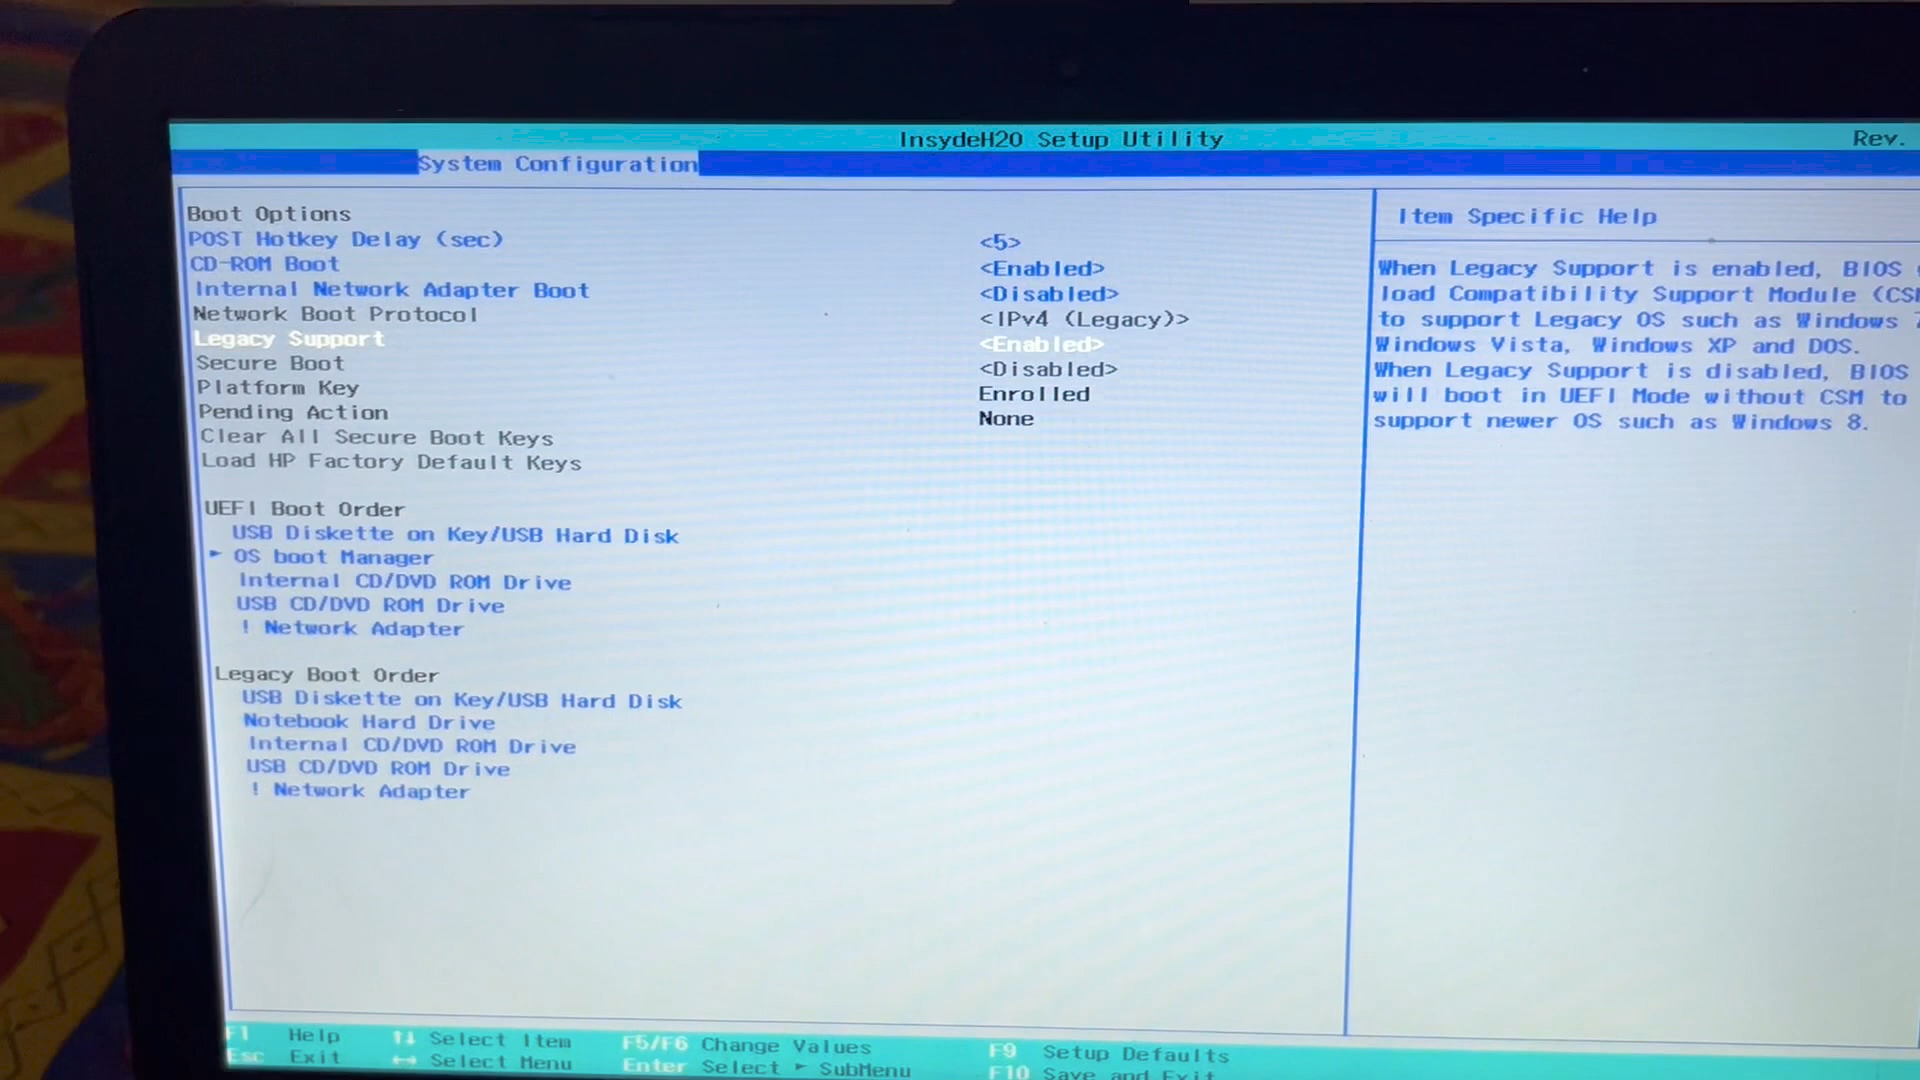 InsydeH20 Setup Utility Rev.
System Configuration
Boot Options
POST Hotkey Delay (sec) <5>
CD-ROM Boot <Enabled>
Internal Network Adapter Boot <Disabled>
Network Boot Protocol <IPv4 (Legacy)>
Legacy Support <Enabled>
Secure Boot <Disabled>
Platform Key Enrolled
Pending Action None
Clear All Secure Boot Keys
Load HP Factory Default Keys
UEFI Boot Order
USB Diskette on Key/USB Hard Disk
► OS boot Manager
Internal CD/DVD ROM Drive
USB CD/DVD ROM Drive
! Network Adapter
Legacy Boot Order
USB Diskette on Key/USB Hard Disk
Notebook Hard Drive
Internal CD/DVD ROM Drive
USB CD/DVD ROM Drive
! Network Adapter
Item Specific Help
When Legacy Support is enabled, BIOS
load Compatibility Support Module (CSM
to support Legacy OS such as Windows 7
Windows Vista, Windows XP and DOS.
When Legacy Support is disabled, BIOS
will boot in UEFI Mode without CSM to
support newer OS such as Windows 8.
F1 Help ↑↓ Select Item F5/F6 Change Values F9 Setup Defaults
Esc Exit ↔ Select Menu Enter Select ► SubMenu F10 Save and Exit